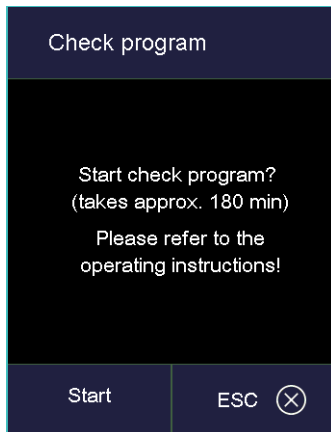 Check program
Start check program?
(takes approx. 180 min)
Please refer to the
operating instructions!
Start
ESC